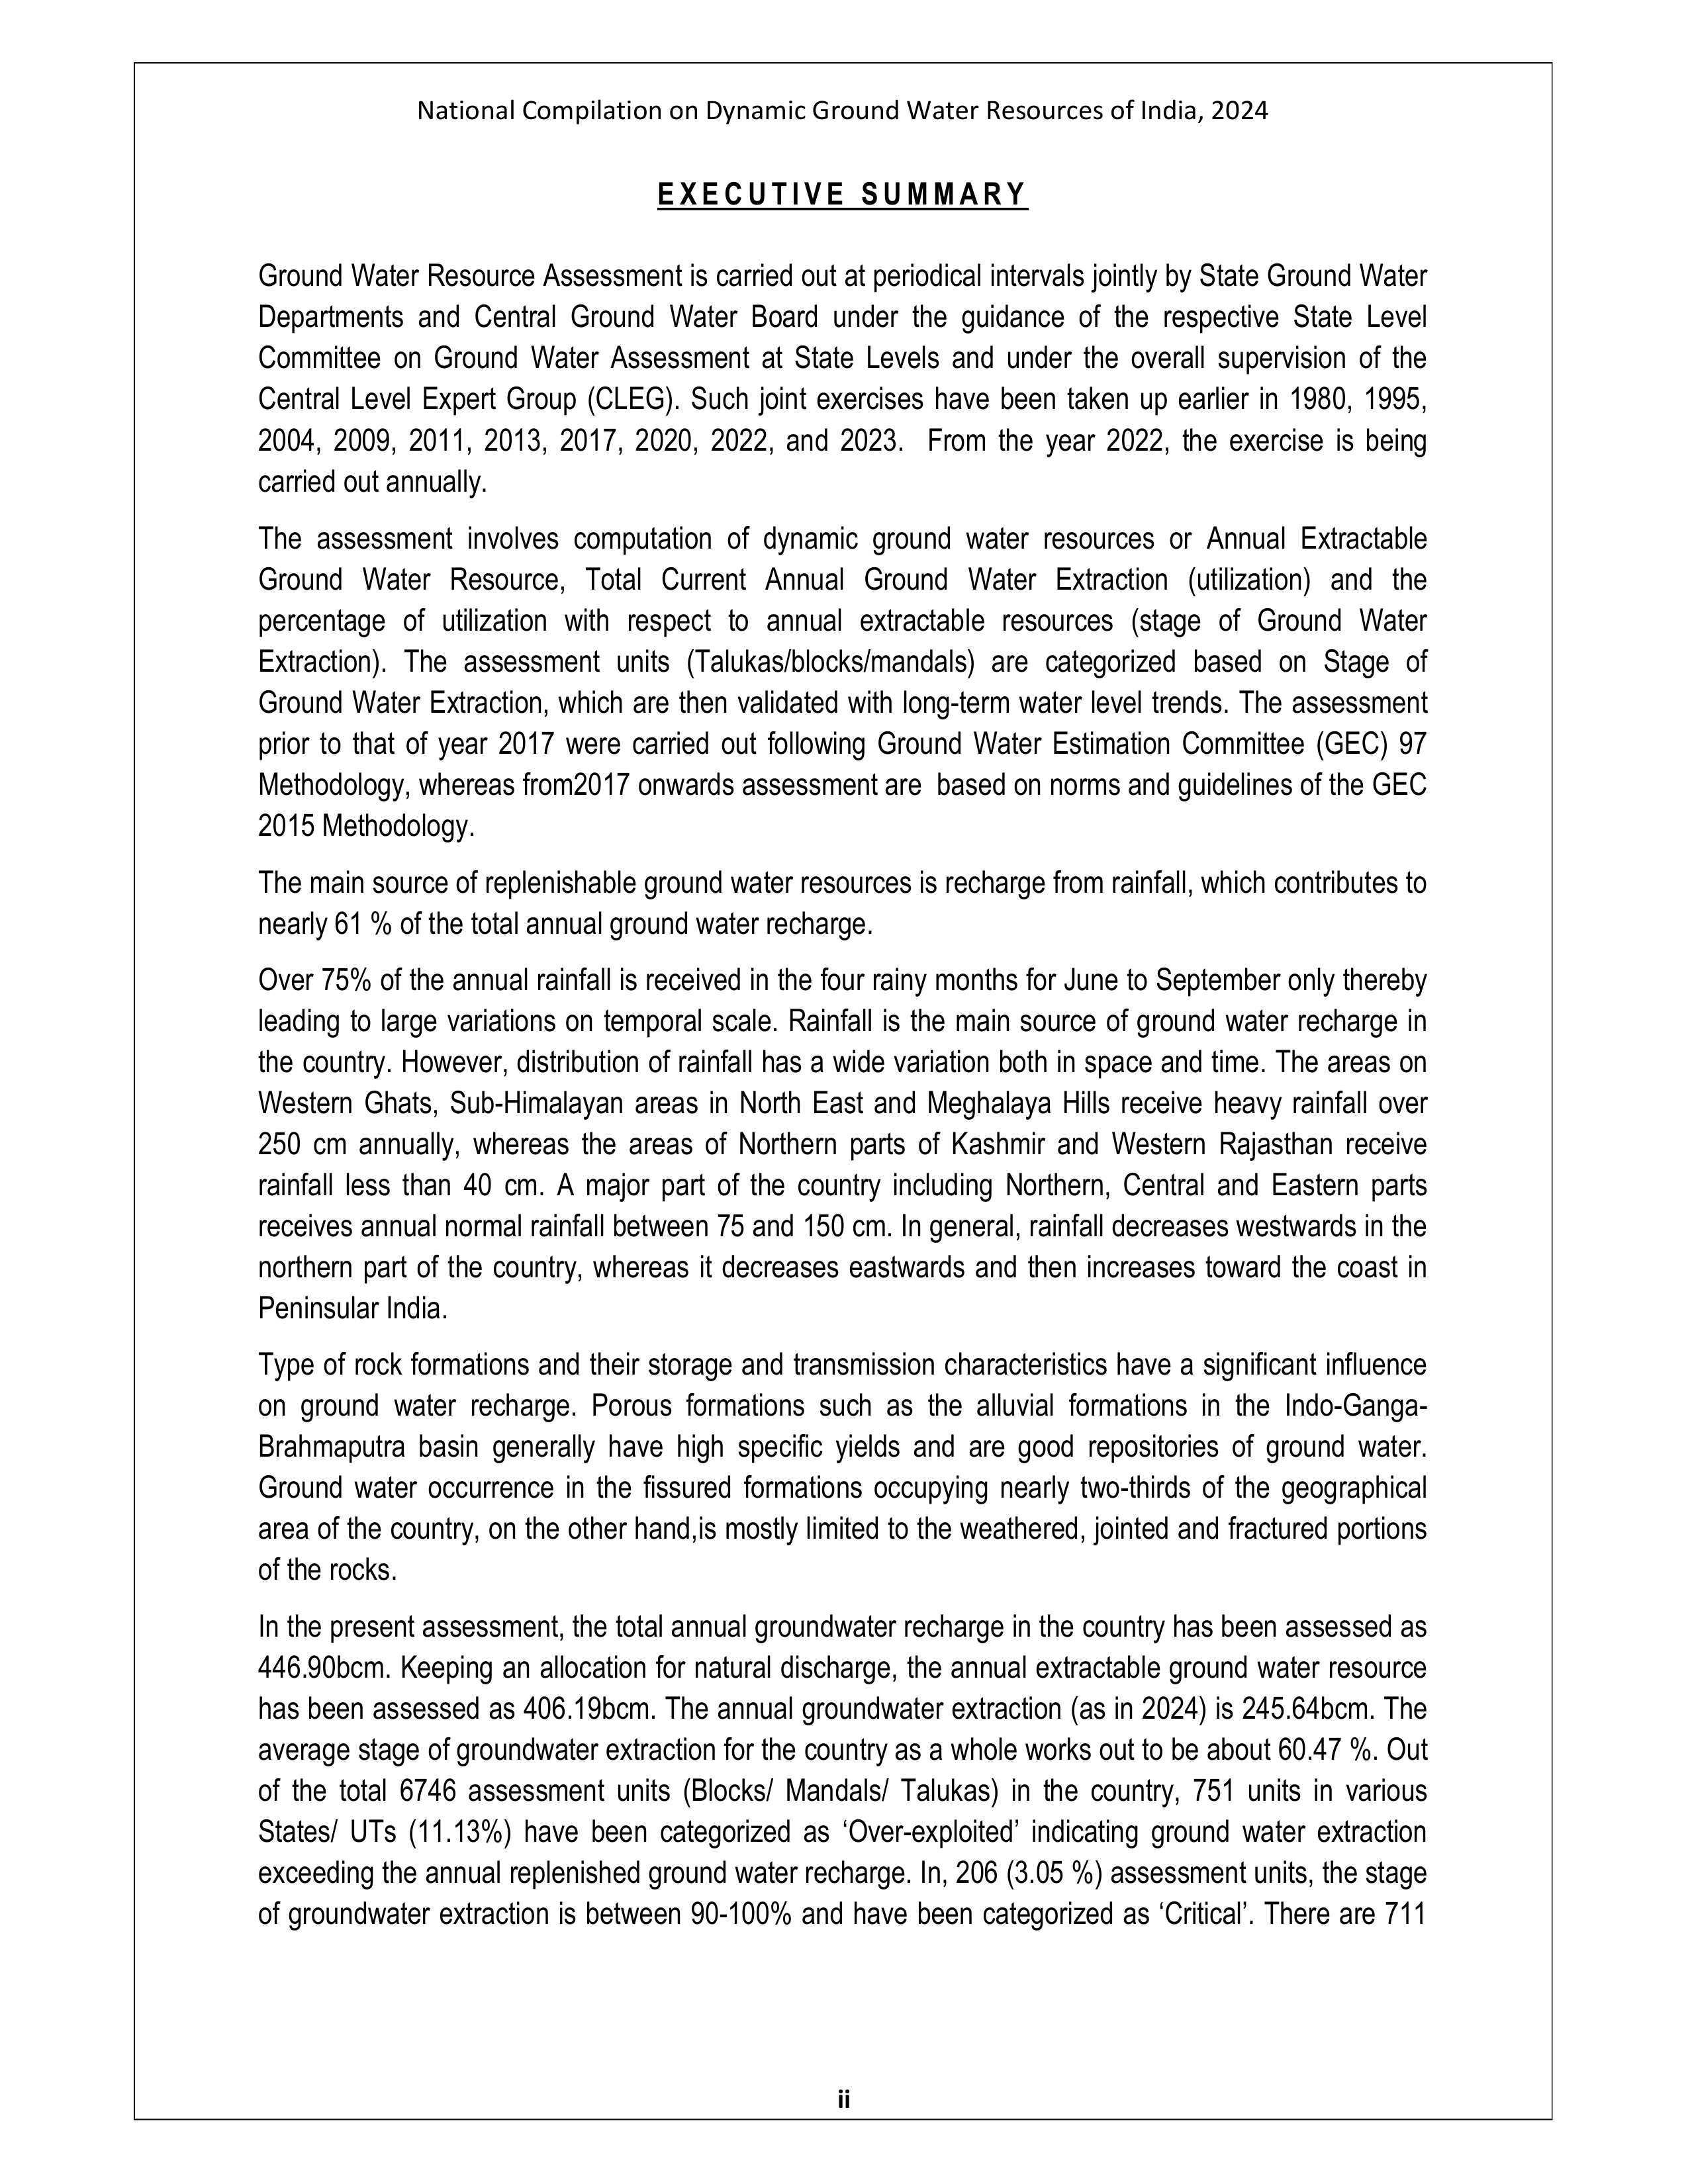 National Compilation on Dynamic Ground Water Resources of India, 2024
EXECUTIVE SUMMARY
Ground Water Resource Assessment is carried out at periodical intervals jointly by State Ground Water
Departments and Central Ground Water Board under the guidance of the respective State Level
Committee on Ground Water Assessment at State Levels and under the overall supervision of the
Central Level Expert Group (CLEG). Such joint exercises have been taken up earlier in 1980, 1995,
2004, 2009, 2011, 2013, 2017, 2020, 2022, and 2023.  From the year 2022, the exercise is being
carried out annually.
The assessment involves computation of dynamic ground water resources or Annual Extractable
Ground Water Resource, Total Current Annual Ground Water Extraction (utilization) and the
percentage of utilization with respect to annual extractable resources (stage of Ground Water
Extraction). The assessment units (Talukas/blocks/mandals) are categorized based on Stage of
Ground Water Extraction, which are then validated with long-term water level trends. The assessment
prior to that of year 2017 were carried out following Ground Water Estimation Committee (GEC) 97
Methodology, whereas from2017 onwards assessment are  based on norms and guidelines of the GEC
2015 Methodology.
The main source of replenishable ground water resources is recharge from rainfall, which contributes to
nearly 61 % of the total annual ground water recharge.
Over 75% of the annual rainfall is received in the four rainy months for June to September only thereby
leading to large variations on temporal scale. Rainfall is the main source of ground water recharge in
the country. However, distribution of rainfall has a wide variation both in space and time. The areas on
Western Ghats, Sub-Himalayan areas in North East and Meghalaya Hills receive heavy rainfall over
250 cm annually, whereas the areas of Northern parts of Kashmir and Western Rajasthan receive
rainfall less than 40 cm. A major part of the country including Northern, Central and Eastern parts
receives annual normal rainfall between 75 and 150 cm. In general, rainfall decreases westwards in the
northern part of the country, whereas it decreases eastwards and then increases toward the coast in
Peninsular India.
Type of rock formations and their storage and transmission characteristics have a significant influence
on ground water recharge. Porous formations such as the alluvial formations in the Indo-Ganga-
Brahmaputra basin generally have high specific yields and are good repositories of ground water.
Ground water occurrence in the fissured formations occupying nearly two-thirds of the geographical
area of the country, on the other hand,is mostly limited to the weathered, jointed and fractured portions
of the rocks.
In the present assessment, the total annual groundwater recharge in the country has been assessed as
446.90bcm. Keeping an allocation for natural discharge, the annual extractable ground water resource
has been assessed as 406.19bcm. The annual groundwater extraction (as in 2024) is 245.64bcm. The
average stage of groundwater extraction for the country as a whole works out to be about 60.47 %. Out
of the total 6746 assessment units (Blocks/ Mandals/ Talukas) in the country, 751 units in various
States/ UTs (11.13%) have been categorized as ‘Over-exploited’ indicating ground water extraction
exceeding the annual replenished ground water recharge. In, 206 (3.05 %) assessment units, the stage
of groundwater extraction is between 90-100% and have been categorized as ‘Critical’. There are 711
ii